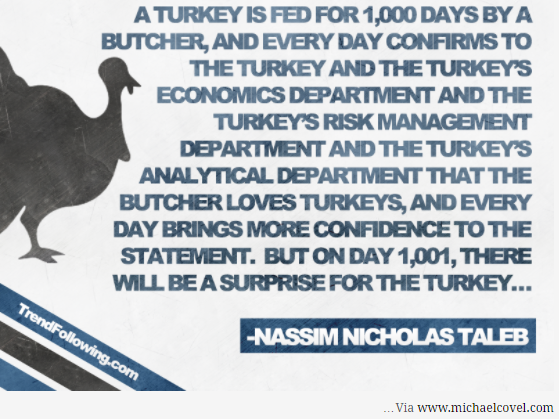 A TURKEY IS FED FOR 1,000 DAYS BY A
BUTCHER, AND EVERY DAY CONFIRMS TO
THE TURKEY AND THE TURKEY'S
ECONOMICS DEPARTMENT AND THE
TURKEY'S RISK MANAGEMENT
DEPARTMENT AND THE TURKEY'S
ANALYTICAL DEPARTMENT THAT THE
BUTCHER LOVES TURKEYS, AND EVERY
DAY BRINGS MORE CONFIDENCE TO THE
STATEMENT. BUT ON DAY 1,001, THERE
WILL BE A SURPRISE FOR THE TURKEY...
-NASSIM NICHOLAS TALEB
TrendFollowing.com
... Via www.michaelcovel.com